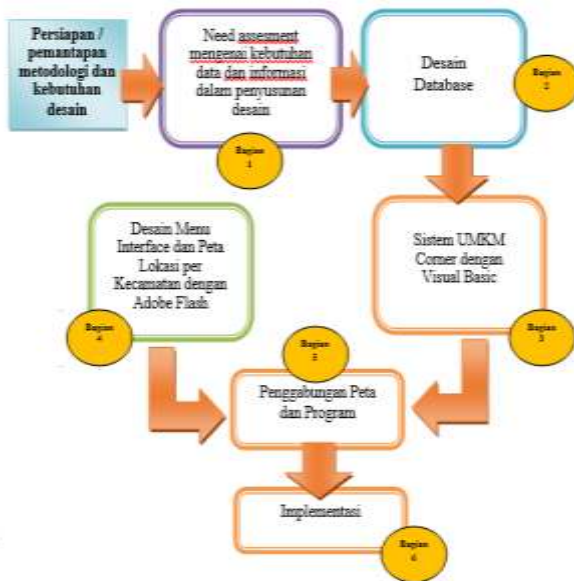 Persiapan /
pemantapan
metodologi dan
kebutuhan
desain
Need assesment
mengenai kebutuhan
data dan informasi
dalam penyusunan
desain
Bagian
1
Desain
Database
Bagian
2
Desain Menu
Interface dan Peta
Lokasi per
Kecamatan dengan
Adobe Flash
Bagian
4
Sistem UMKM
Corner dengan
Visual Basic
Bagian
3
Bagian
5
Penggabungan Peta
dan Program
Implementasi
Bagian
6